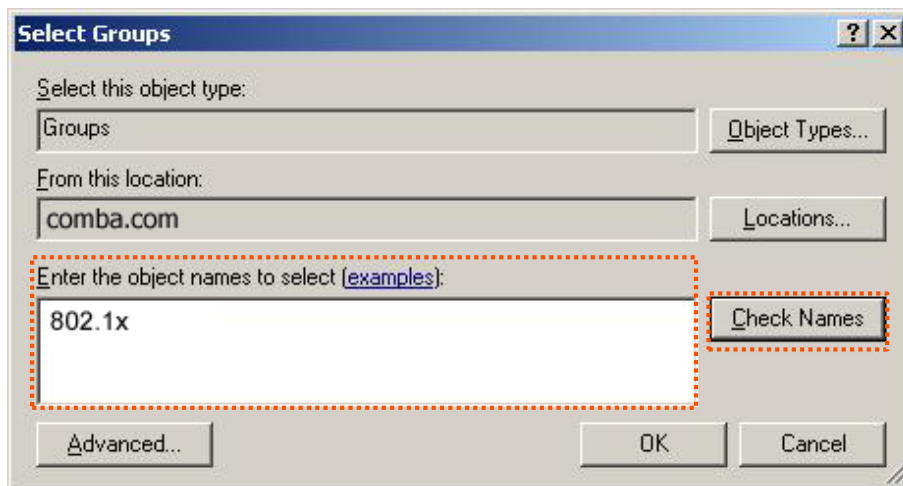 Select Groups
Select this object type:
Groups
Object Types...
From this location:
comba.com
Locations...
Enter the object names to select (examples):
802.1x
Check Names
Advanced...
OK
Cancel